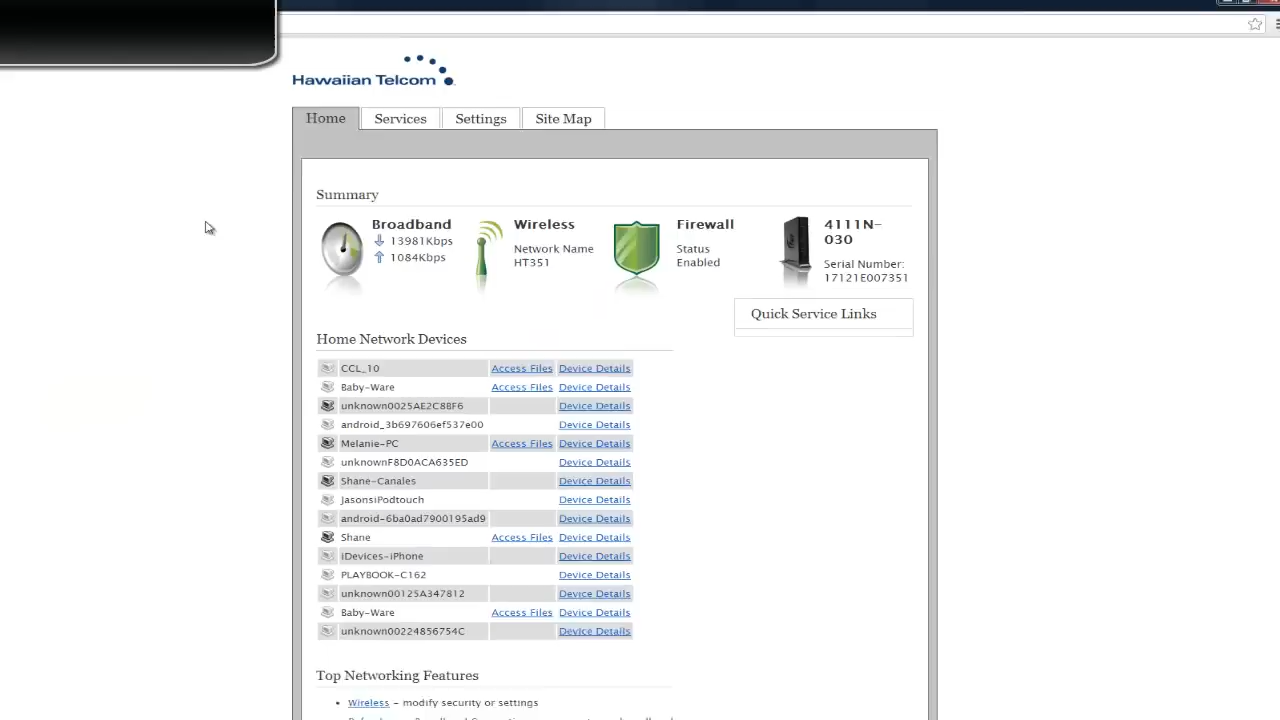 Hawaiian Telcom
Home Services Settings Site Map
Summary
Broadband
13981Kbps
1084Kbps
Wireless
Network Name
HT351
Firewall
Status
Enabled
4111N-
030
Serial Number:
17121E007351
Quick Service Links
Home Network Devices
CCL_10 Access Files Device Details
Baby-Ware Access Files Device Details
unknown0025AE2C88F6 Device Details
android_3b697606ef537e00 Device Details
Melanie-PC Access Files Device Details
unknownF8D0ACA635ED Device Details
Shane-Canales Device Details
JasonsiPodtouch Device Details
android-6ba0ad7900195ad9 Device Details
Shane Access Files Device Details
iDevices-iPhone Device Details
PLAYBOOK-C162 Device Details
unknown00125A347812 Device Details
Baby-Ware Access Files Device Details
unknown00224856754C Device Details
Top Networking Features
• Wireless - modify security or settings